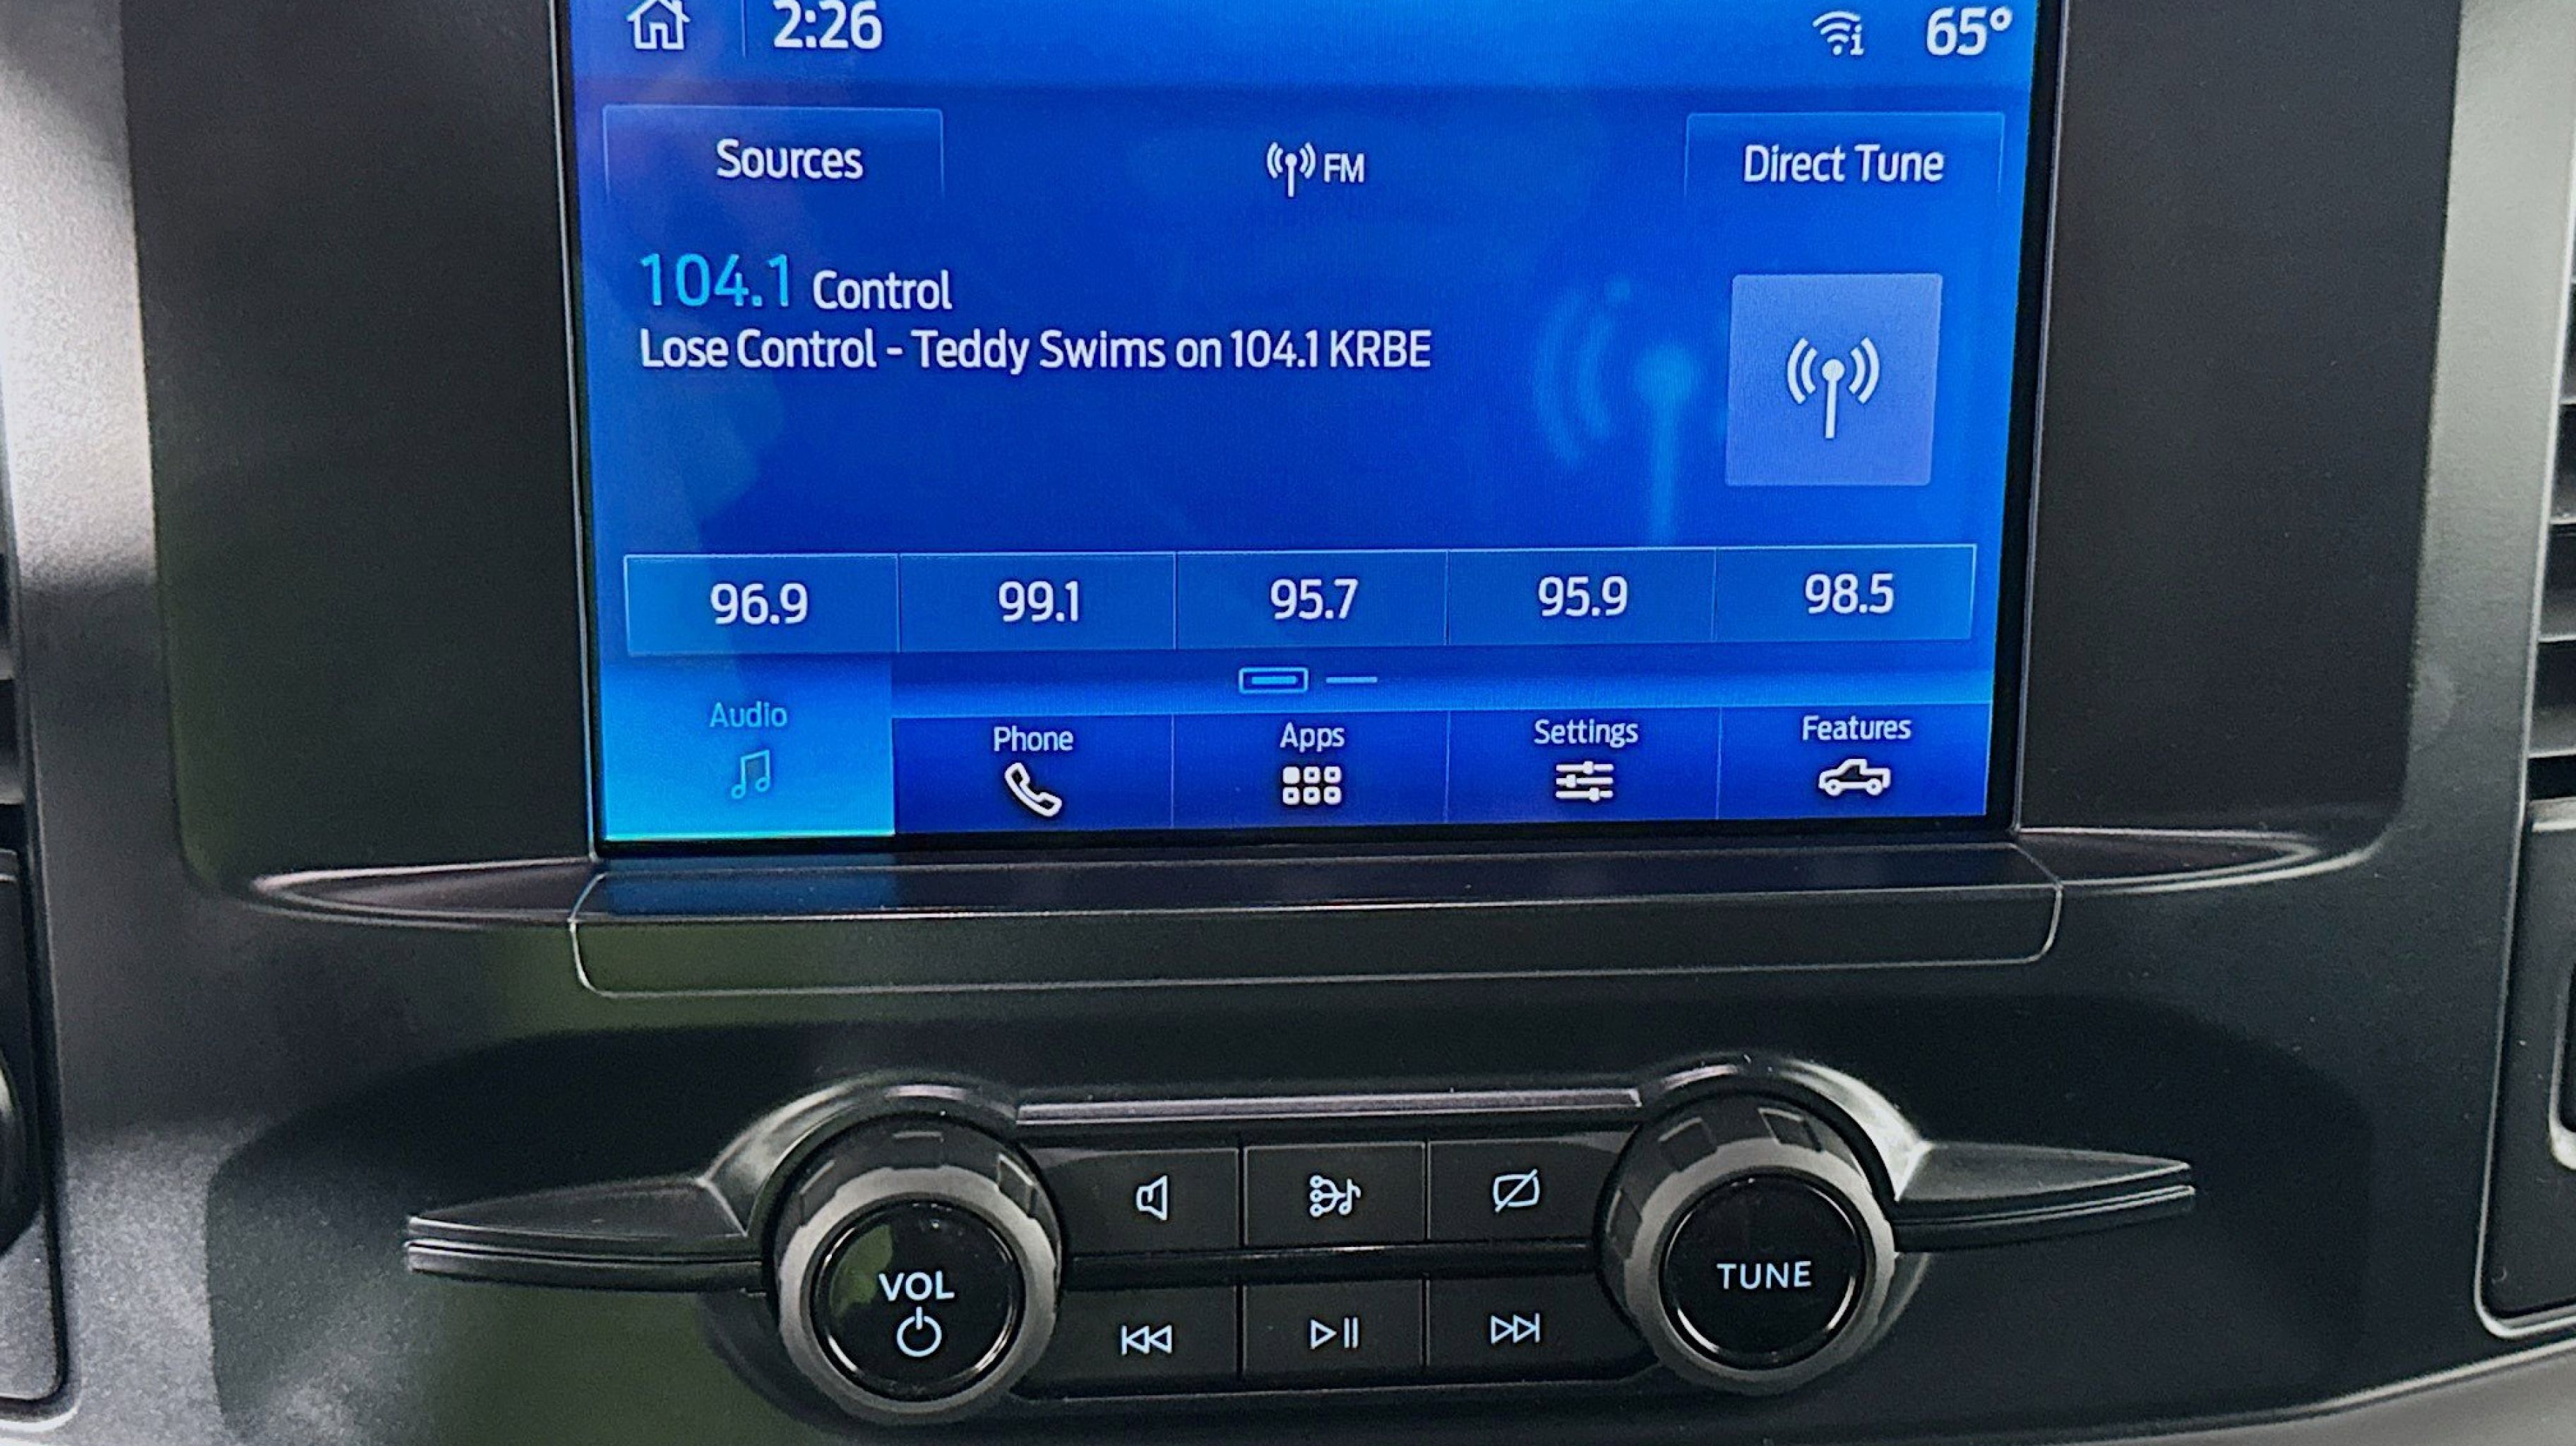 2:26 65°
Sources FM Direct Tune
104.1 Control
Lose Control - Teddy Swims on 104.1 KRBE
96.9 99.1 95.7 95.9 98.5
Audio Phone Apps Settings Features
VOL TUNE